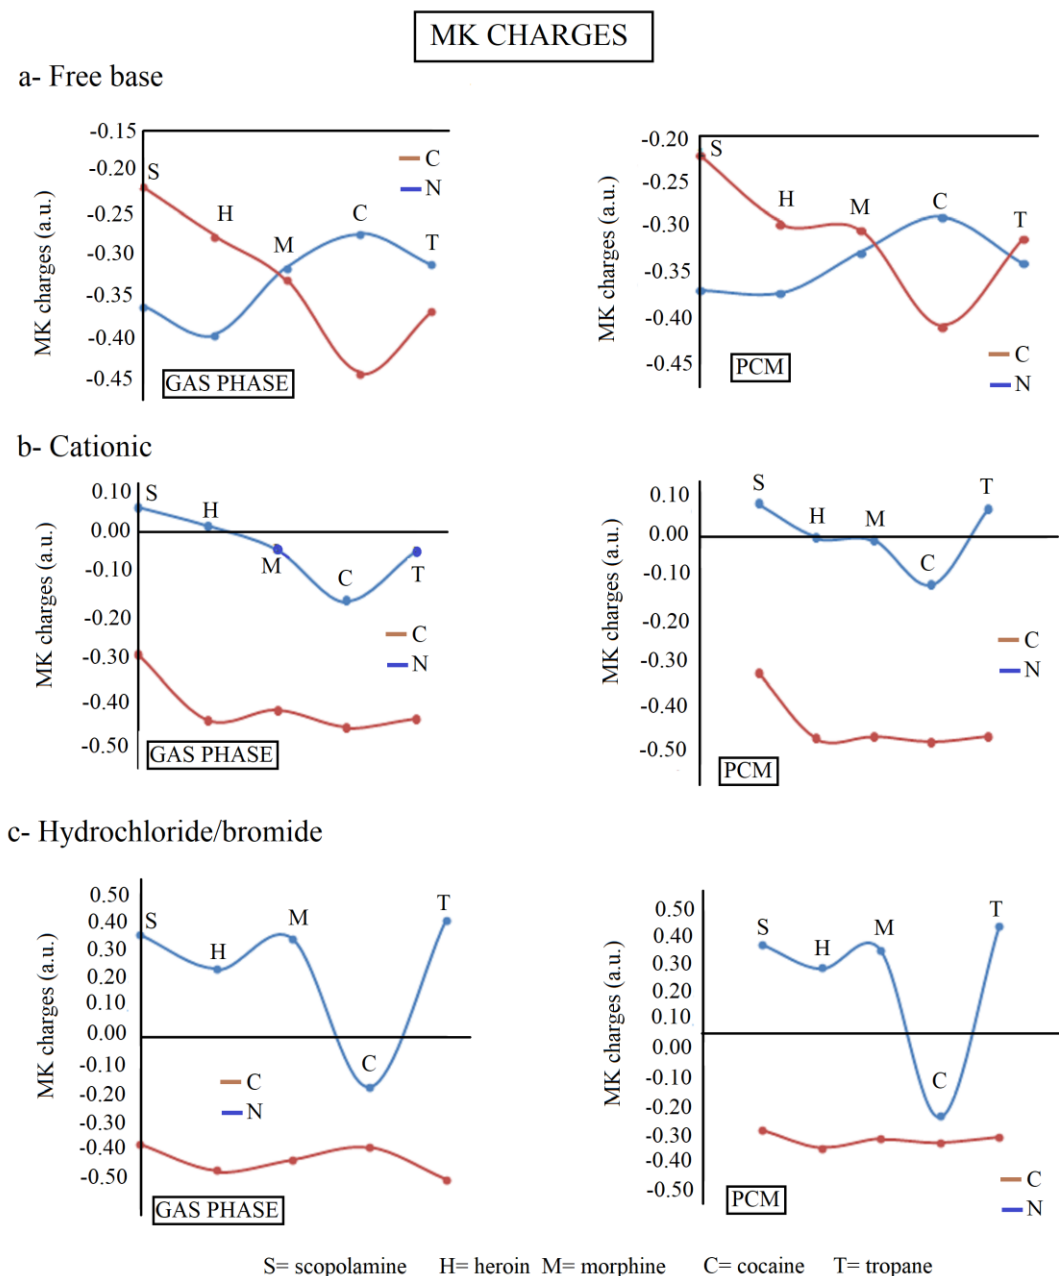 MK CHARGES
a- Free base
-0.15
-0.20
-0.25
-0.30
-0.35
-0.40
-0.45
MK charges (a.u.)
S
H
M
C
T
C
N
GAS PHASE
-0.20
-0.25
-0.30
-0.35
-0.40
-0.45
MK charges (a.u.)
S
H
M
C
T
C
N
PCM
b- Cationic
0.10
0.00
-0.10
-0.20
-0.30
-0.40
-0.50
MK charges (a.u.)
S
H
M
C
T
C
N
GAS PHASE
0.10
0.00
-0.10
-0.20
-0.30
-0.40
-0.50
MK charges (a.u.)
S
H
M
C
T
C
N
PCM
c- Hydrochloride/bromide
0.50
0.40
0.30
0.20
0.10
0.00
-0.10
-0.20
-0.30
-0.40
-0.50
MK charges (a.u.)
S
H
M
C
T
C
N
GAS PHASE
0.50
0.40
0.30
0.20
0.10
0.00
-0.10
-0.20
-0.30
-0.40
-0.50
MK charges (a.u.)
S
H
M
C
T
C
N
PCM
S= scopolamine H= heroin M= morphine C= cocaine T= tropane